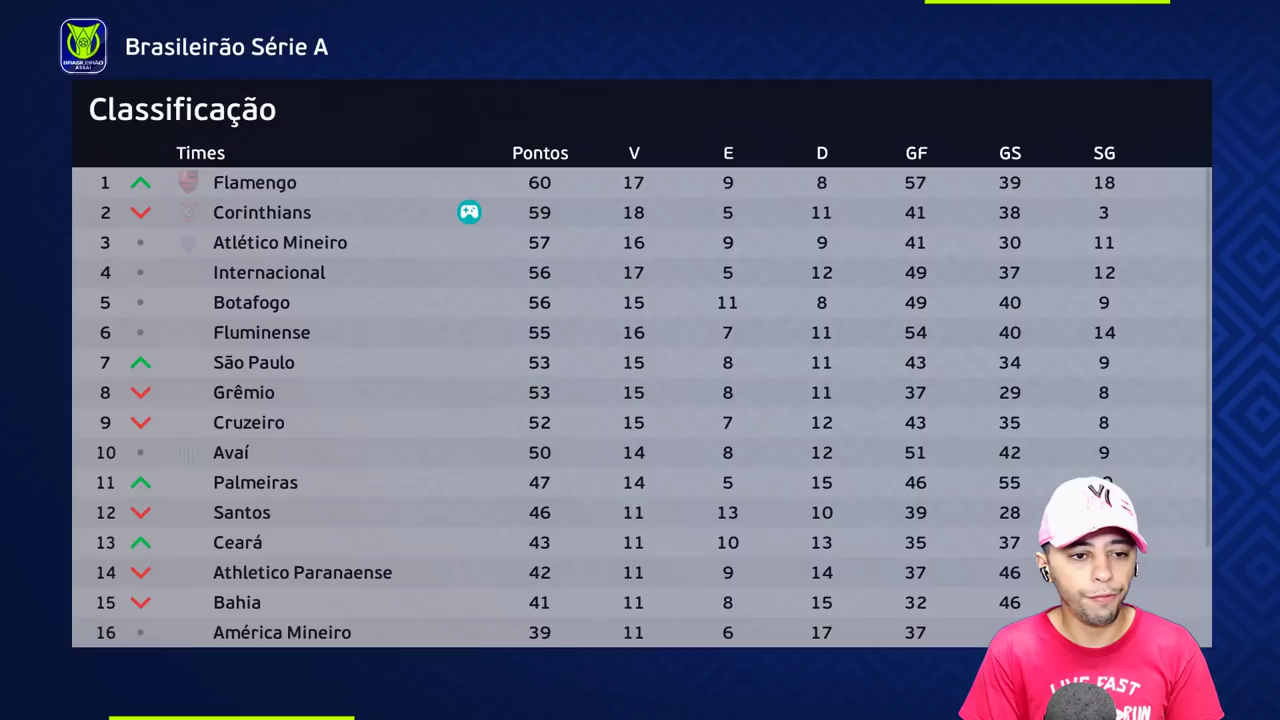 BRASILEIRÃO
ASSAÍ
Brasileirão Série A
Classificação
Times Pontos V E D GF GS SG
1 Flamengo 60 17 9 8 57 39 18
2 Corinthians 59 18 5 11 41 38 3
3 Atlético Mineiro 57 16 9 9 41 30 11
4 Internacional 56 17 5 12 49 37 12
5 Botafogo 56 15 11 8 49 40 9
6 Fluminense 55 16 7 11 54 40 14
7 São Paulo 53 15 8 11 43 34 9
8 Grêmio 53 15 8 11 37 29 8
9 Cruzeiro 52 15 7 12 43 35 8
10 Avaí 50 14 8 12 51 42 9
11 Palmeiras 47 14 5 15 46 55
12 Santos 46 11 13 10 39 28
13 Ceará 43 11 10 13 35 37
14 Athletico Paranaense 42 11 9 14 37 46
15 Bahia 41 11 8 15 32 46
16 América Mineiro 39 11 6 17 37
LIVE FAST
RUN